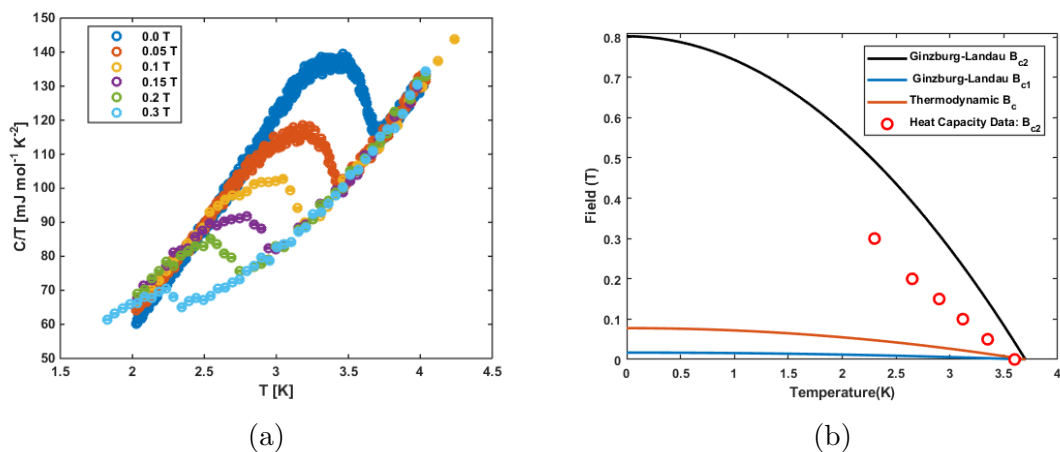 150
140
130
120
110
100
90
80
70
60
50
C/T [mJ mol⁻¹ K⁻²]
0.0 T
0.05 T
0.1 T
0.15 T
0.2 T
0.3 T
1.5 2 2.5 3 3.5 4 4.5
T [K]
(a)
0.8
0.7
0.6
0.5
0.4
0.3
0.2
0.1
0
Field (T)
Ginzburg-Landau B_c2
Ginzburg-Landau B_c1
Thermodynamic B_c
Heat Capacity Data: B_c2
0 0.5 1 1.5 2 2.5 3 3.5 4
Temperature(K)
(b)